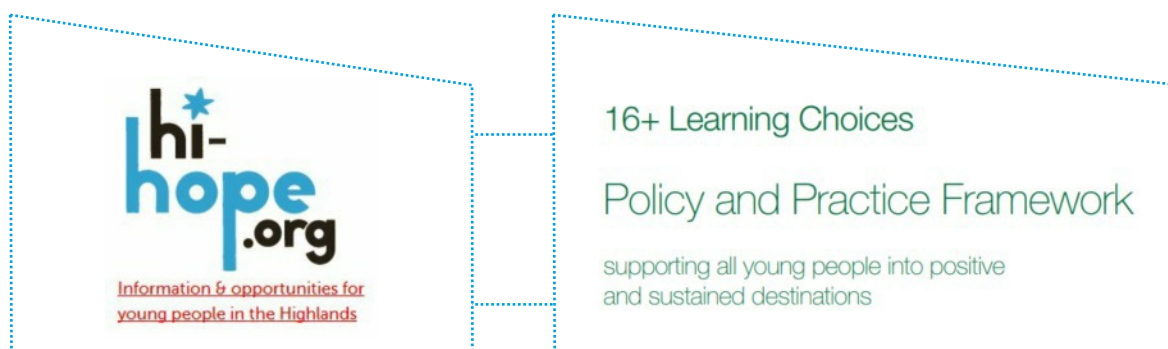 hi-
hope
.org
Information & opportunities for
young people in the Highlands
16+ Learning Choices
Policy and Practice Framework
supporting all young people into positive
and sustained destinations